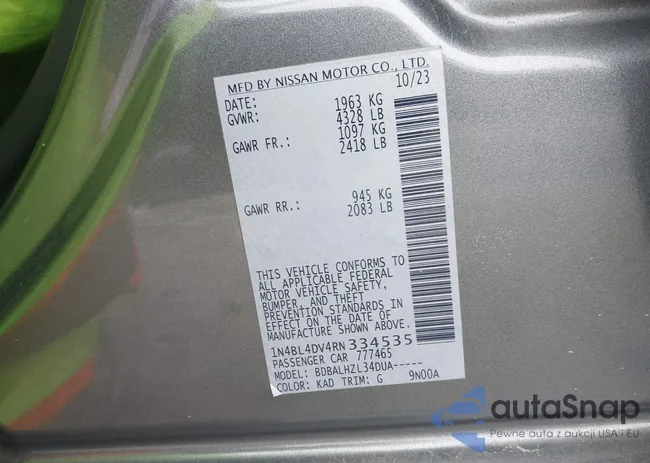 MFD BY NISSAN MOTOR CO., LTD.
DATE: 10/23
GVWR: 1963 KG
4328 LB
GAWR FR.: 1097 KG
2418 LB
GAWR RR.: 945 KG
2083 LB
THIS VEHICLE CONFORMS TO
ALL APPLICABLE FEDERAL
MOTOR VEHICLE SAFETY,
BUMPER, AND THEFT
PREVENTION STANDARDS IN
EFFECT ON THE DATE OF
MANUFACTURE SHOWN ABOVE.
1N4BL4DV4RN334535
PASSENGER CAR 777465
MODEL: BDBALHZL34DUA-----
COLOR: KAD TRIM: G 9N00A
autaSnap
Pewne auta z aukcji USA i EU